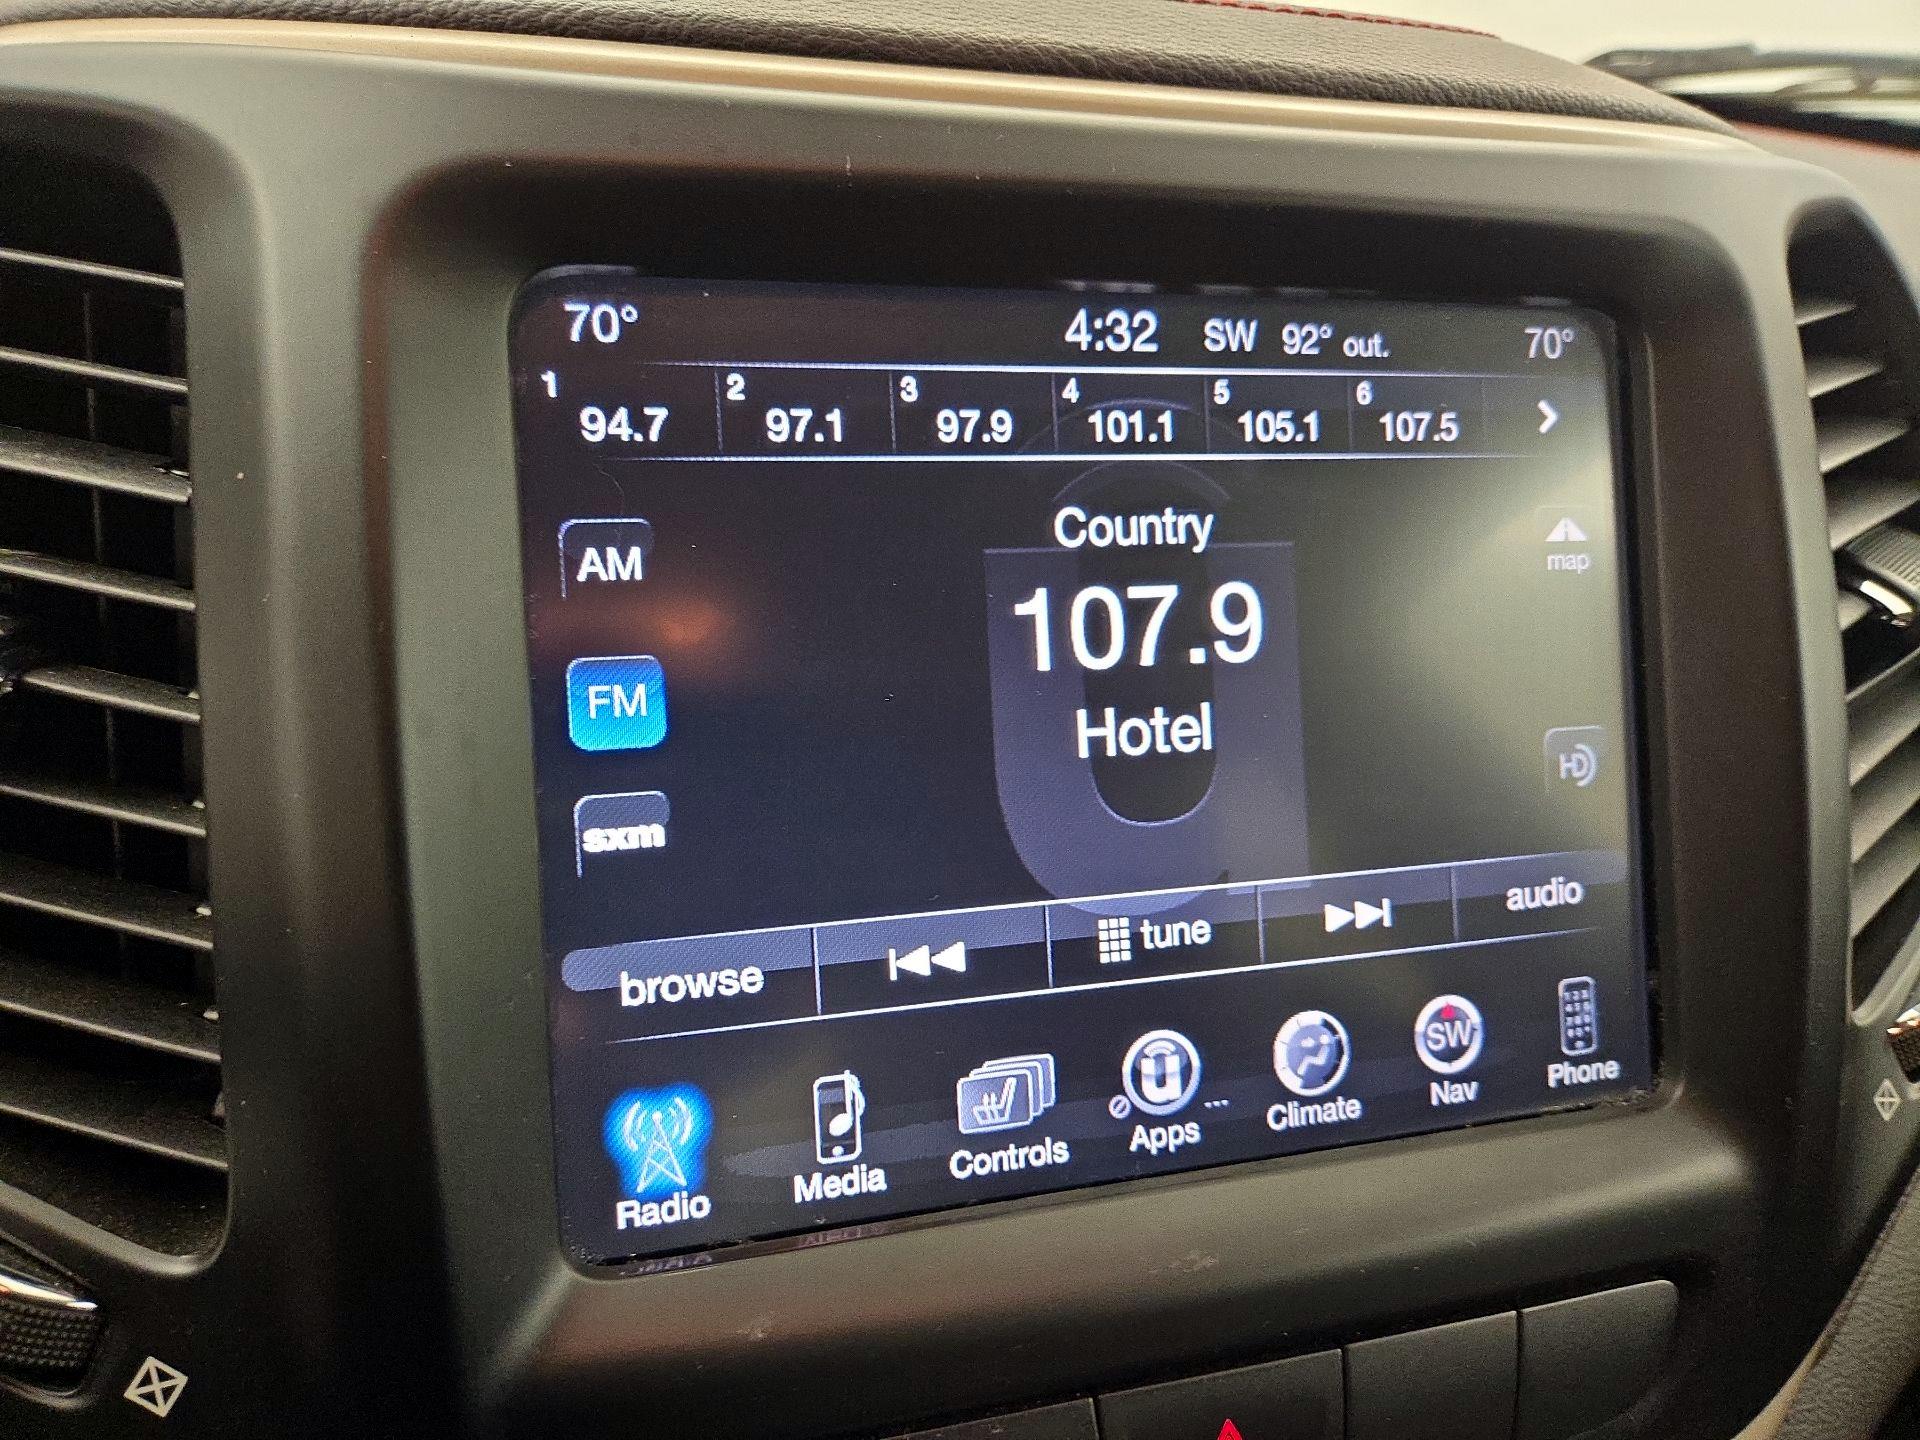 70° 4:32 SW 92° out. 70°
1 94.7 2 97.1 3 97.9 4 101.1 5 105.1 6 107.5
Country
AM
map
107.9
FM
Hotel
HD
sxm
browse tune audio
SW
Radio Media Controls Apps Climate Nav Phone